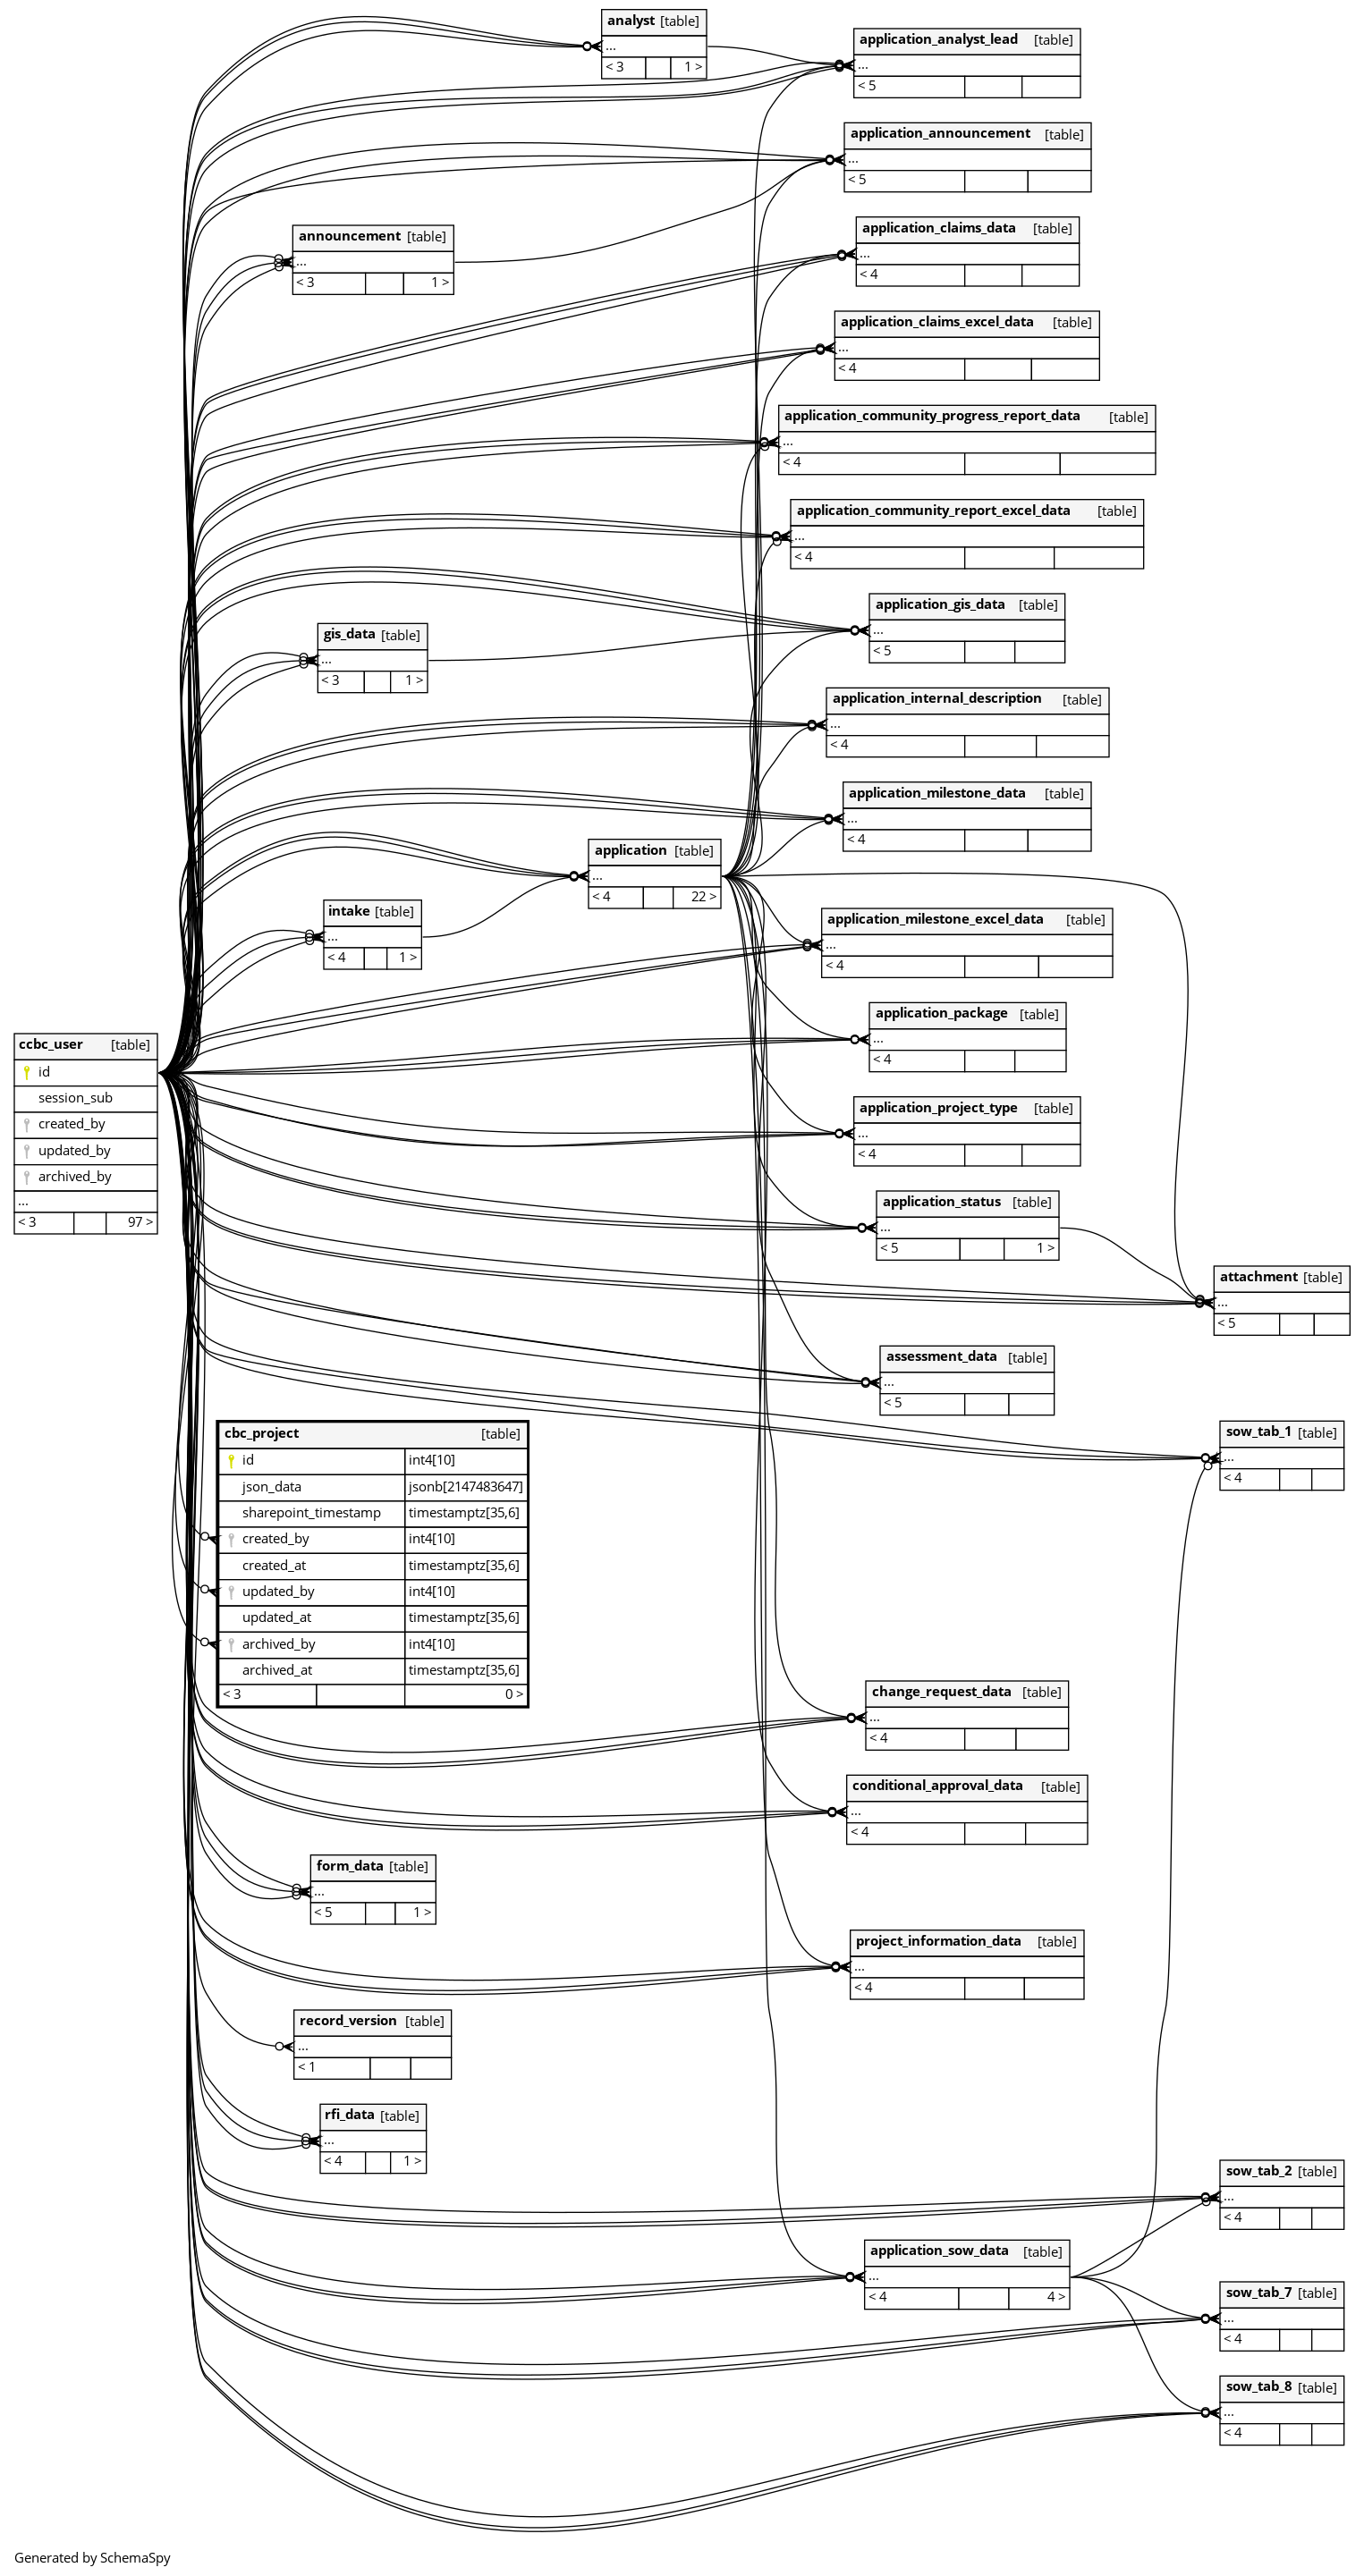 analyst [table]
...
< 3 1 >
application_analyst_lead [table]
...
< 5
application_announcement [table]
...
< 5
announcement [table]
...
< 3 1 >
application_claims_data [table]
...
< 4
application_claims_excel_data [table]
...
< 4
application_community_progress_report_data [table]
...
< 4
application_community_report_excel_data [table]
...
< 4
application_gis_data [table]
...
< 5
gis_data [table]
...
< 3 1 >
application_internal_description [table]
...
< 4
application_milestone_data [table]
...
< 4
application [table]
...
< 4 22 >
intake [table]
...
< 4 1 >
application_milestone_excel_data [table]
...
< 4
application_package [table]
...
< 4
ccbc_user [table]
id
session_sub
created_by
updated_by
archived_by
...
< 3 97 >
application_project_type [table]
...
< 4
application_status [table]
...
< 5 1 >
attachment [table]
...
< 5
assessment_data [table]
...
< 5
cbc_project [table]
id int4[10]
json_data jsonb[2147483647]
sharepoint_timestamp timestamptz[35,6]
created_by int4[10]
created_at timestamptz[35,6]
updated_by int4[10]
updated_at timestamptz[35,6]
archived_by int4[10]
archived_at timestamptz[35,6]
< 3 0 >
sow_tab_1 [table]
...
< 4
change_request_data [table]
...
< 4
conditional_approval_data [table]
...
< 4
form_data [table]
...
< 5 1 >
project_information_data [table]
...
< 4
record_version [table]
...
< 1
rfi_data [table]
...
< 4 1 >
sow_tab_2 [table]
...
< 4
application_sow_data [table]
...
< 4 4 >
sow_tab_7 [table]
...
< 4
sow_tab_8 [table]
...
< 4
Generated by SchemaSpy